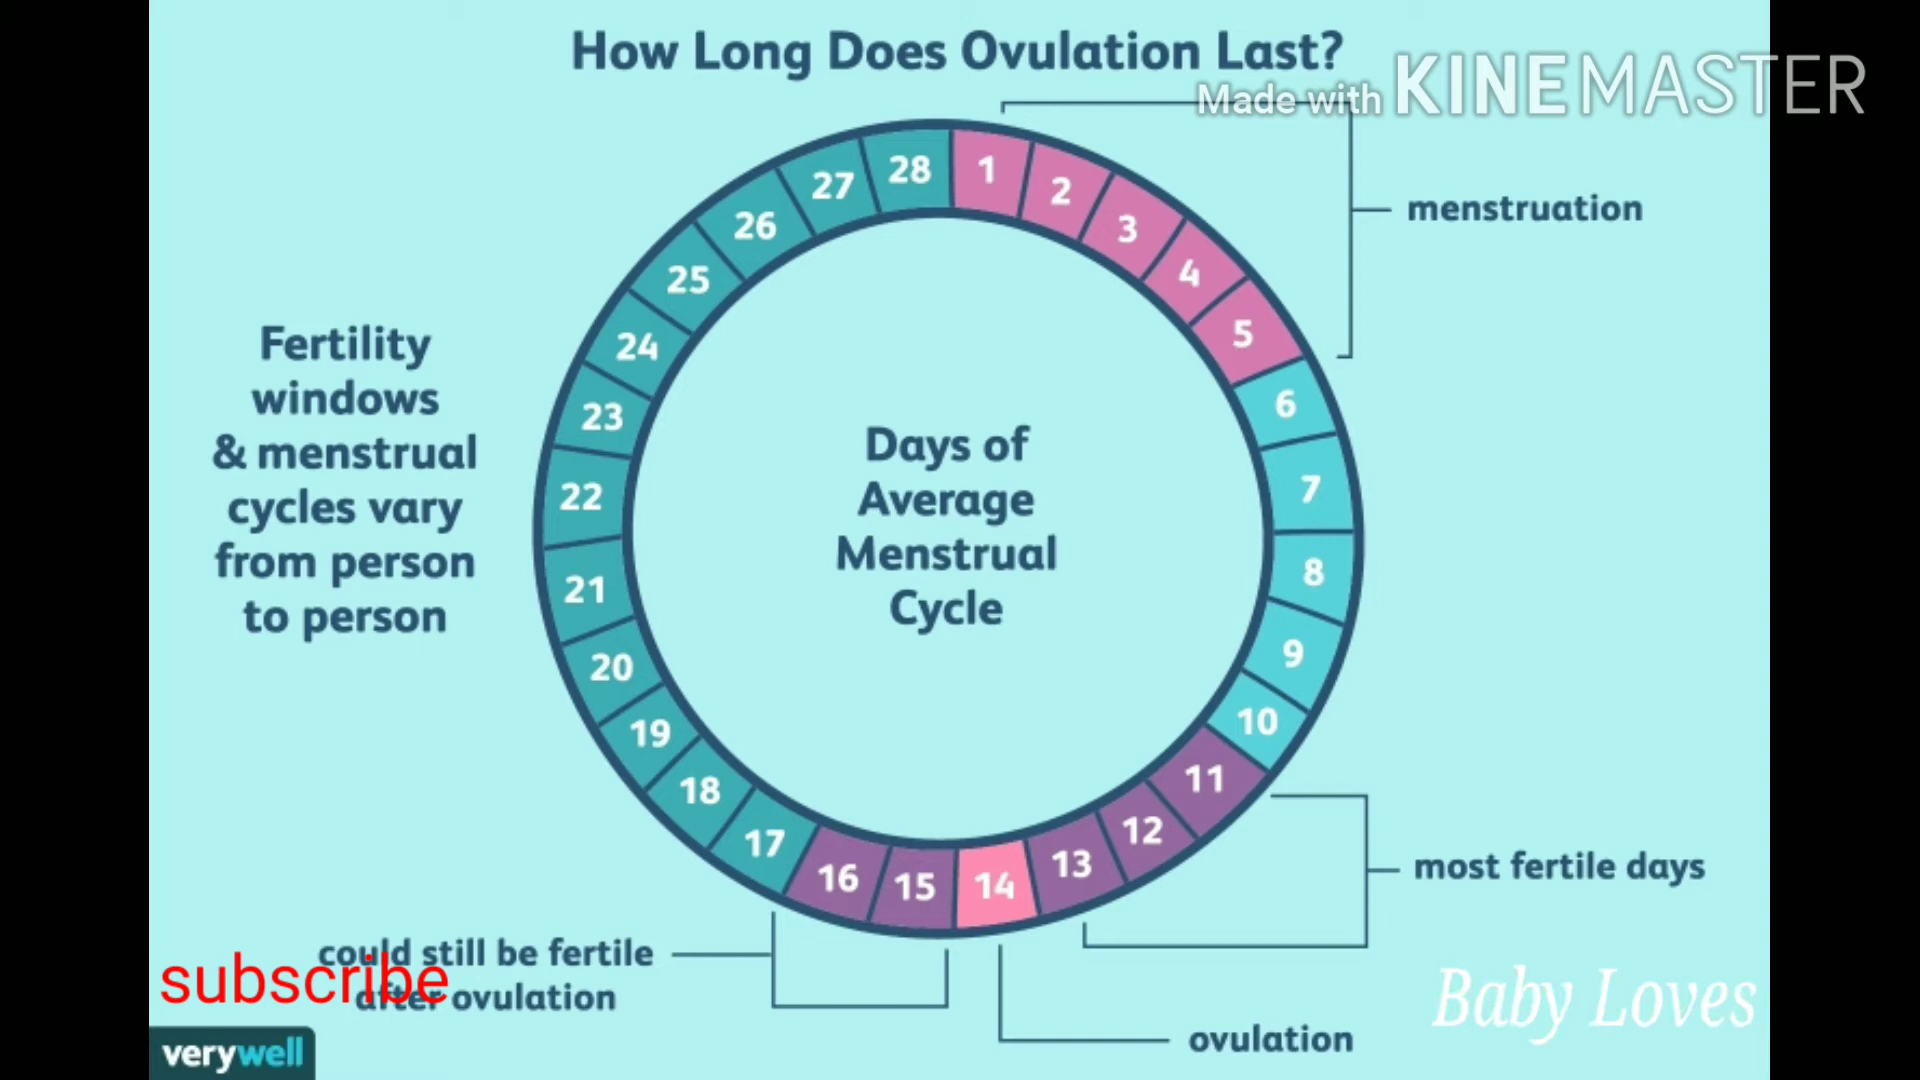 How Long Does Ovulation Last?
Made with KINEMASTER
menstruation
1
2
3
4
5
6
7
8
9
10
11
12
13
14
15
16
17
18
19
20
21
22
23
24
25
26
27
28
Fertility
windows
& menstrual
cycles vary
from person
to person
Days of
Average
Menstrual
Cycle
most fertile days
could still be fertile
after ovulation
subscribe
ovulation
Baby Loves
verywell